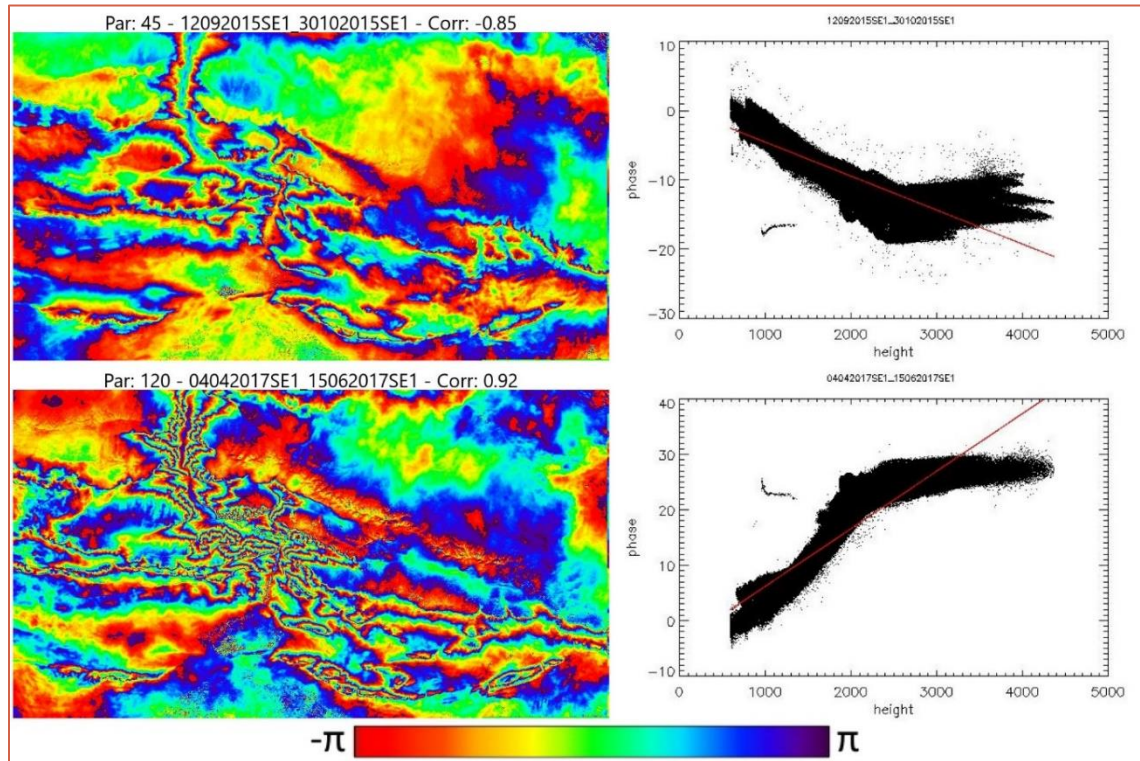 Par: 45 - 12092015SE1_30102015SE1 - Corr: -0.85
12092015SE1_30102015SE1
10
0
-10
-20
-30
phase
0 1000 2000 3000 4000 5000
height
Par: 120 - 04042017SE1_15062017SE1 - Corr: 0.92
04042017SE1_15062017SE1
40
30
20
10
0
-10
phase
0 1000 2000 3000 4000 5000
height
-π π